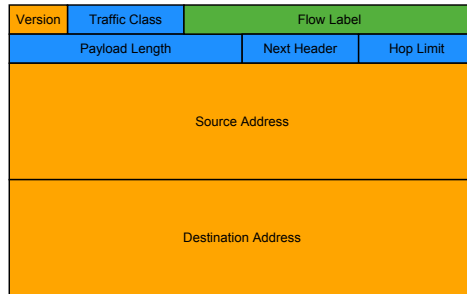 Version Traffic Class Flow Label
Payload Length Next Header Hop Limit
Source Address
Destination Address